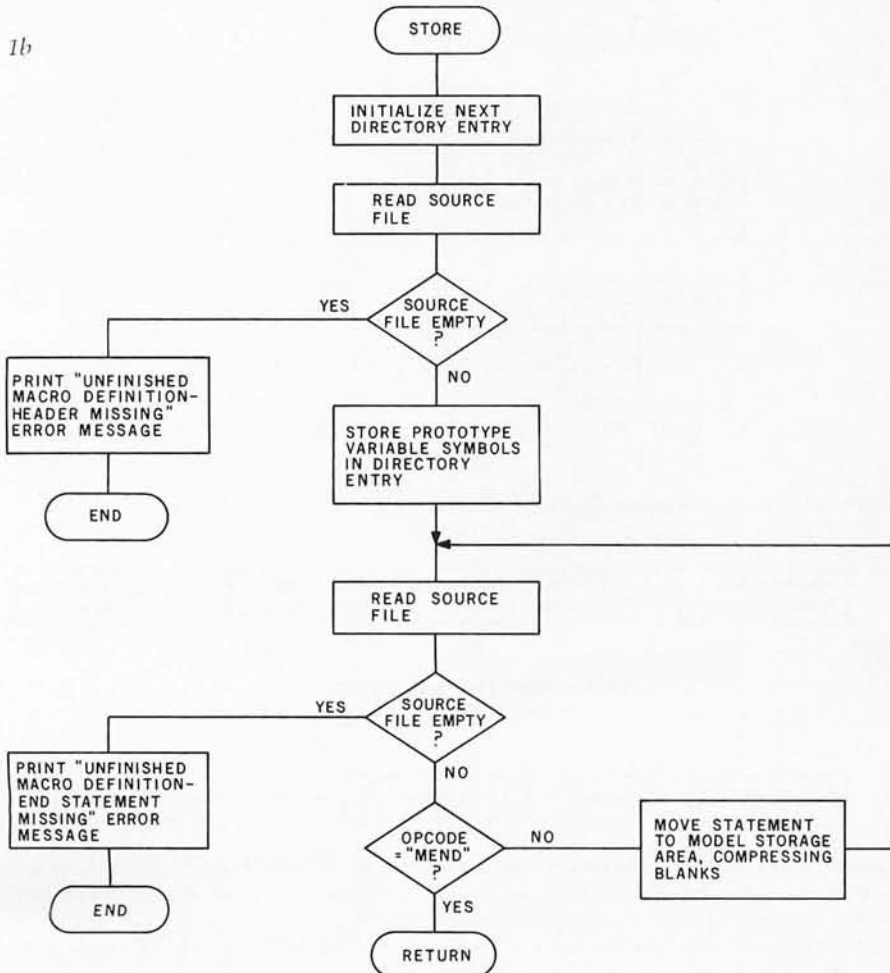 1b
STORE
INITIALIZE NEXT
DIRECTORY ENTRY
READ SOURCE
FILE
SOURCE
FILE EMPTY
?
YES
NO
PRINT "UNFINISHED
MACRO DEFINITION-
HEADER MISSING"
ERROR MESSAGE
END
STORE PROTOTYPE
VARIABLE SYMBOLS
IN DIRECTORY
ENTRY
READ SOURCE
FILE
SOURCE
FILE EMPTY
?
YES
NO
PRINT "UNFINISHED
MACRO DEFINITION-
END STATEMENT
MISSING" ERROR
MESSAGE
END
OPCODE
= "MEND"
?
NO
MOVE STATEMENT
TO MODEL STORAGE
AREA, COMPRESSING
BLANKS
YES
RETURN